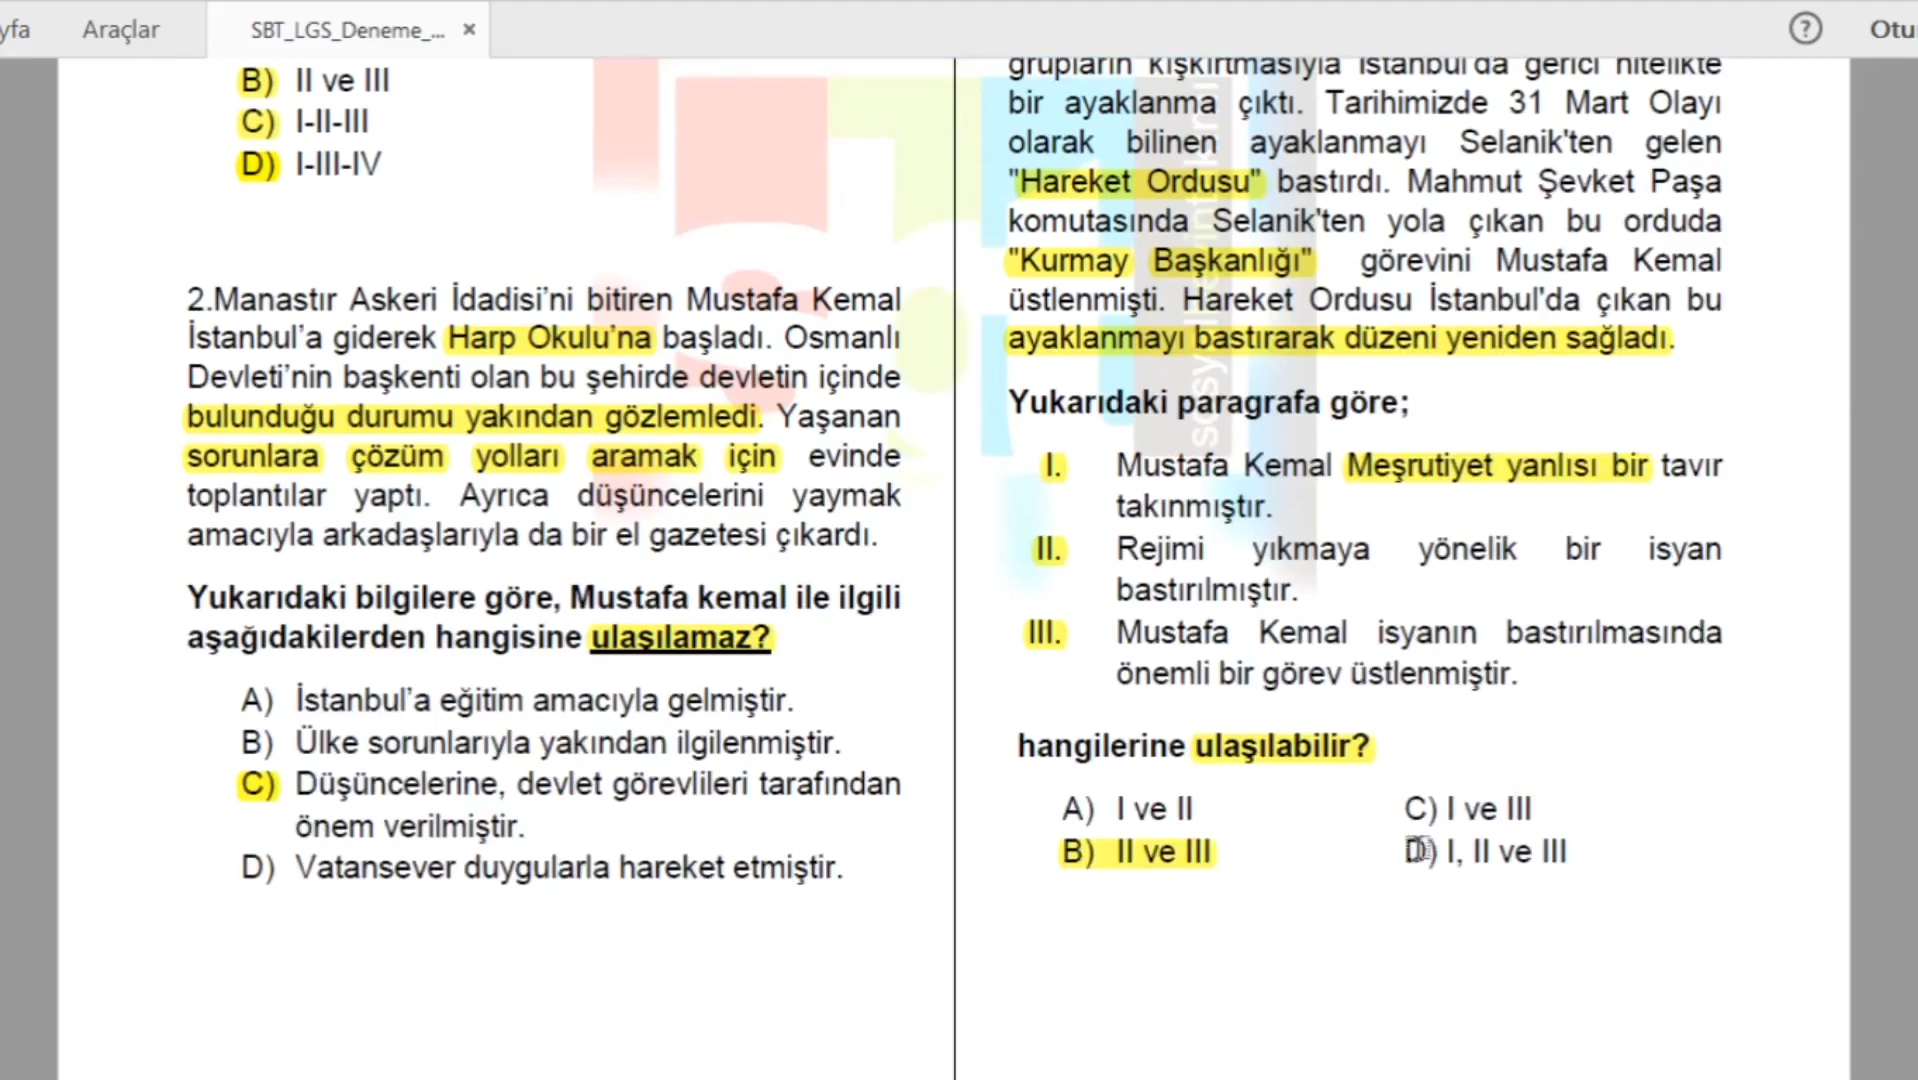 yfa
Araçlar
SBT_LGS_Deneme_... ×
?
Otu
B) II ve III
C) I-II-III
D) I-III-IV
2.Manastır Askeri İdadisi’ni bitiren Mustafa Kemal
İstanbul’a giderek Harp Okulu’na başladı. Osmanlı
Devleti’nin başkenti olan bu şehirde devletin içinde
bulunduğu durumu yakından gözlemledi. Yaşanan
sorunlara çözüm yolları aramak için evinde
toplantılar yaptı. Ayrıca düşüncelerini yaymak
amacıyla arkadaşlarıyla da bir el gazetesi çıkardı.
Yukarıdaki bilgilere göre, Mustafa kemal ile ilgili
aşağıdakilerden hangisine ulaşılamaz?
A) İstanbul’a eğitim amacıyla gelmiştir.
B) Ülke sorunlarıyla yakından ilgilenmiştir.
C) Düşüncelerine, devlet görevlileri tarafından
önem verilmiştir.
D) Vatansever duygularla hareket etmiştir.
grupların kışkırtmasıyla İstanbul'da gerici nitelikte
bir ayaklanma çıktı. Tarihimizde 31 Mart Olayı
olarak bilinen ayaklanmayı Selanik'ten gelen
"Hareket Ordusu" bastırdı. Mahmut Şevket Paşa
komutasında Selanik'ten yola çıkan bu orduda
"Kurmay Başkanlığı" görevini Mustafa Kemal
üstlenmişti. Hareket Ordusu İstanbul'da çıkan bu
ayaklanmayı bastırarak düzeni yeniden sağladı.
Yukarıdaki paragrafa göre;
I. Mustafa Kemal Meşrutiyet yanlısı bir tavır
takınmıştır.
II. Rejimi yıkmaya yönelik bir isyan
bastırılmıştır.
III. Mustafa Kemal isyanın bastırılmasında
önemli bir görev üstlenmiştir.
hangilerine ulaşılabilir?
A) I ve II
C) I ve III
B) II ve III
D) I, II ve III